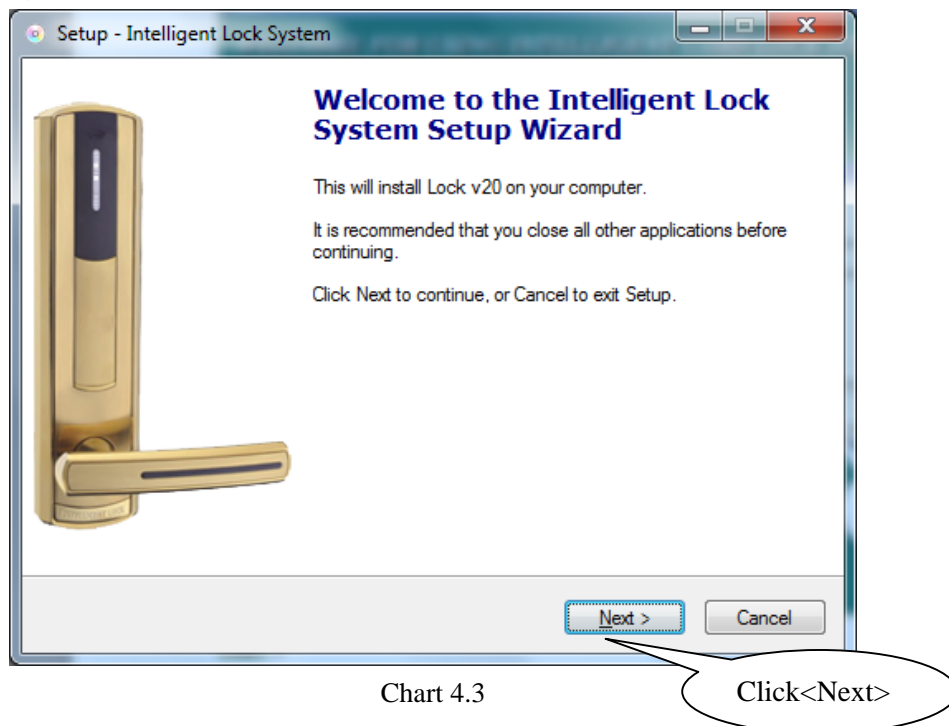 Setup - Intelligent Lock System
Welcome to the Intelligent Lock
System Setup Wizard
This will install Lock v20 on your computer.
It is recommended that you close all other applications before
continuing.
Click Next to continue, or Cancel to exit Setup.
Next >
Cancel
Chart 4.3
Click<Next>